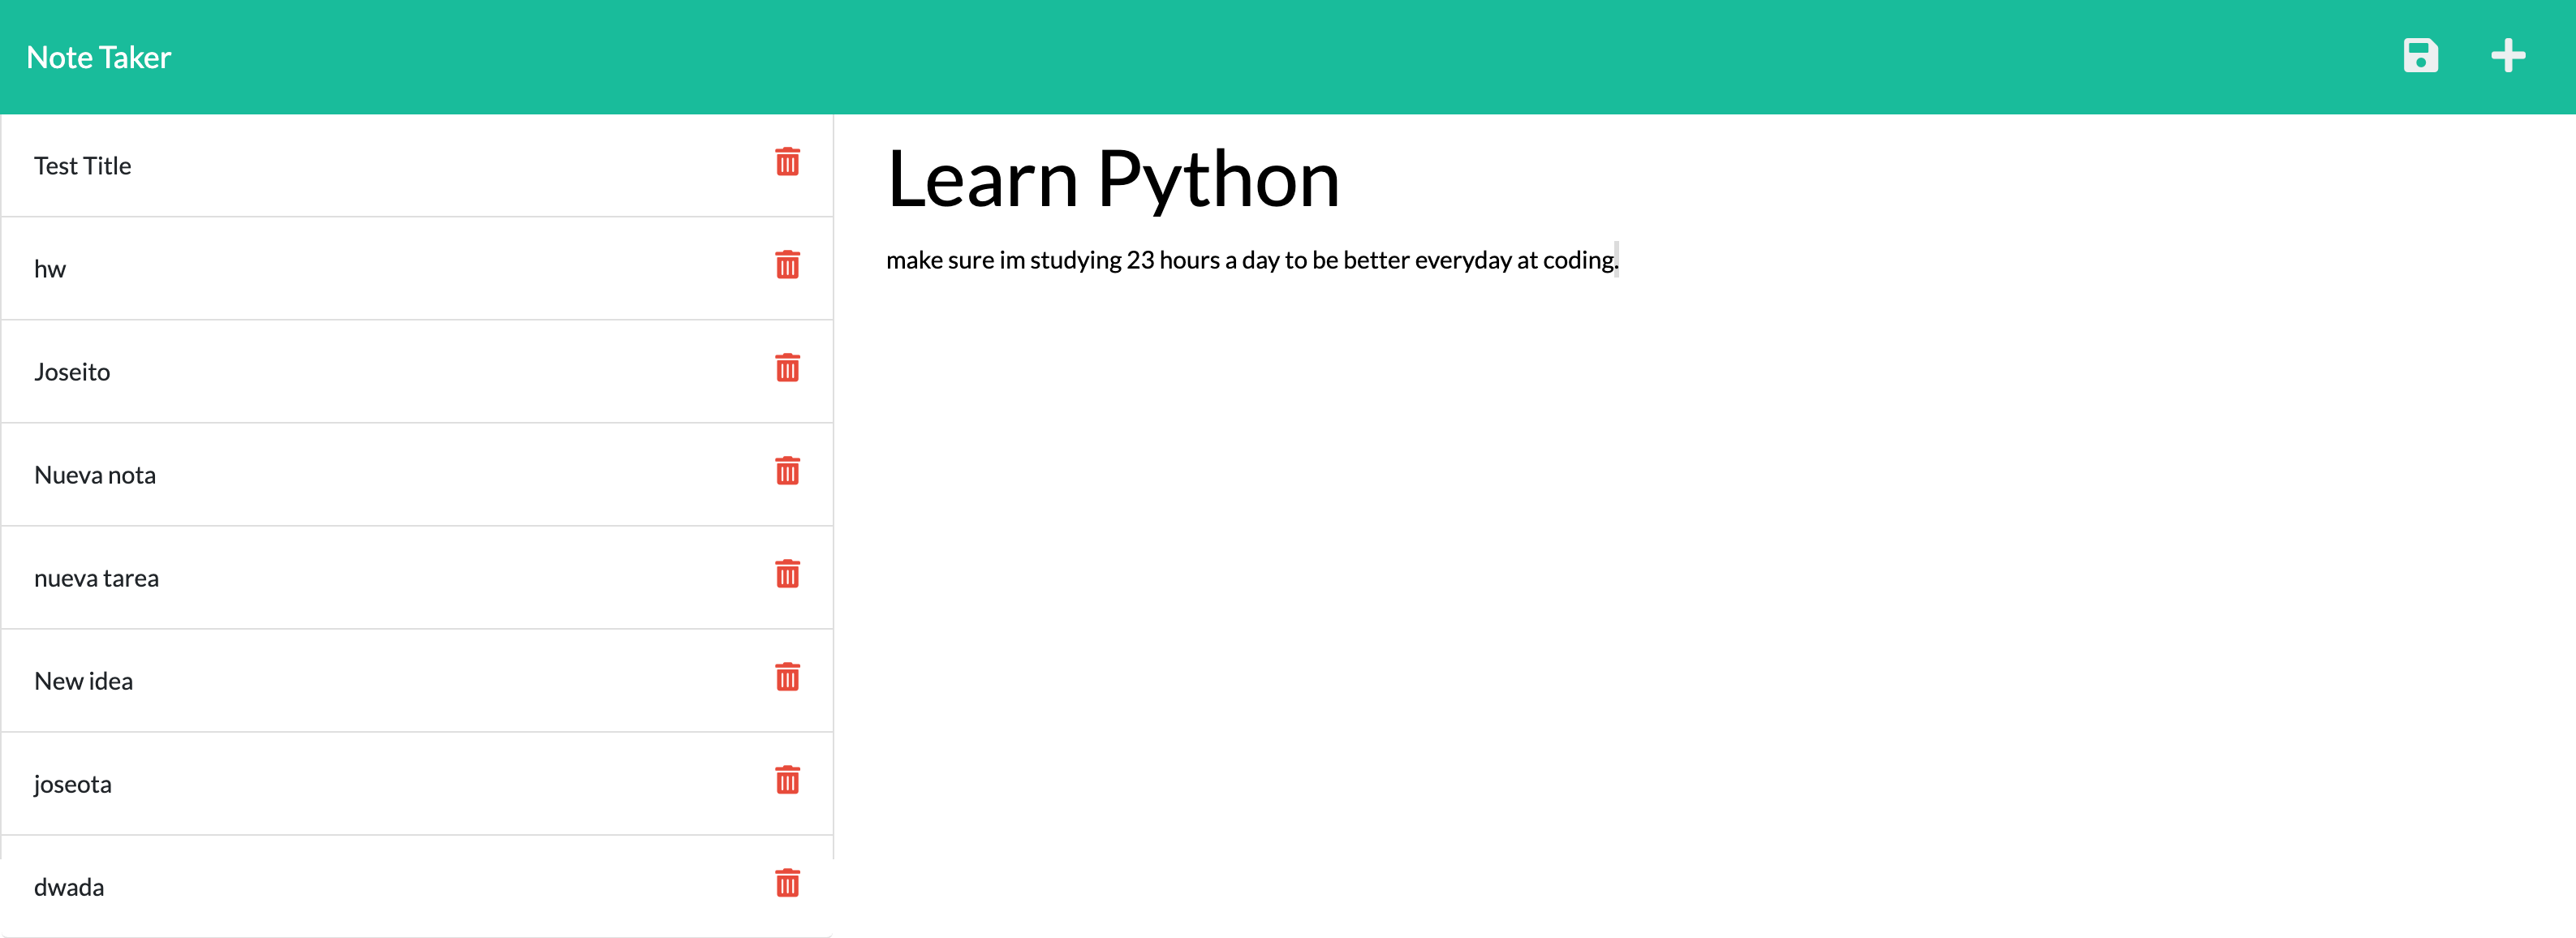 Note Taker
Test Title
hw
Joseito
Nueva nota
nueva tarea
New idea
joseota
dwada
Learn Python
make sure im studying 23 hours a day to be better everyday at coding.